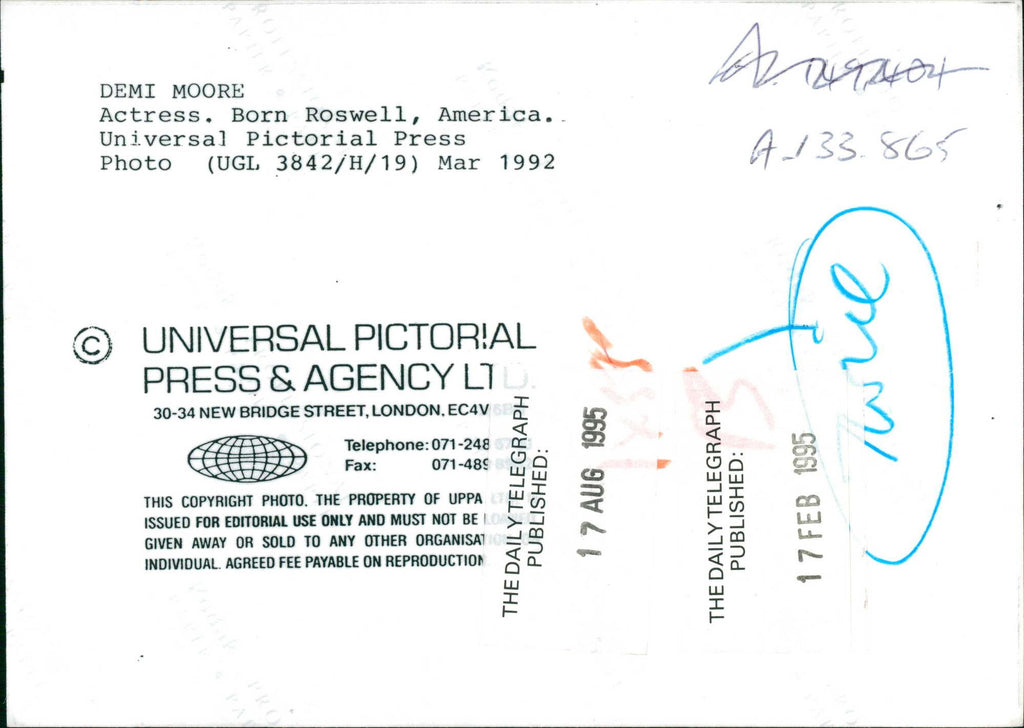 DEMI MOORE
Actress. Born Roswell, America.
Universal Pictorial Press
Photo (UGL 3842/H/19) Mar 1992
A.133.865
© UNIVERSAL PICTORIAL
PRESS & AGENCY LTD.
30-34 NEW BRIDGE STREET, LONDON, EC4V
Telephone: 071-248
Fax: 071-489
THIS COPYRIGHT PHOTO. THE PROPERTY OF UPPA
ISSUED FOR EDITORIAL USE ONLY AND MUST NOT BE
GIVEN AWAY OR SOLD TO ANY OTHER ORGANISAT
INDIVIDUAL. AGREED FEE PAYABLE ON REPRODUCTION
THE DAILY TELEGRAPH
PUBLISHED:
17 AUG 1995
THE DAILY TELEGRAPH
PUBLISHED:
17 FEB 1995